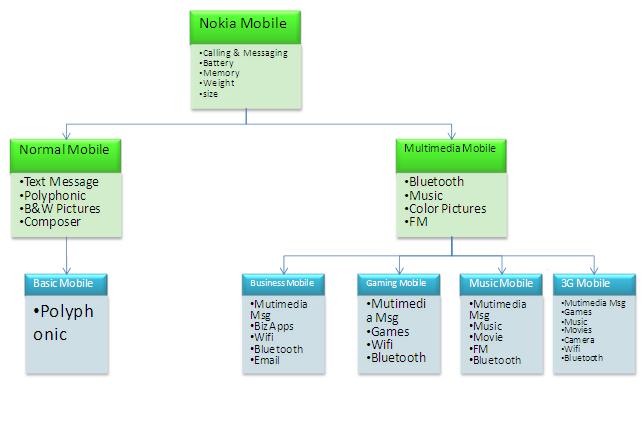 Nokia Mobile
•Calling & Messaging
•Battery
•Memory
•Weight
•size
Normal Mobile
•Text Message
•Polyphonic
•B&W Pictures
•Composer
Multimedia Mobile
•Bluetooth
•Music
•Color Pictures
•FM
Basic Mobile
•Polyph
onic
Business Mobile
•Mutimedia
Msg
•Biz Apps
•Wifi
•Bluetooth
•Email
Gaming Mobile
•Mutimedi
a Msg
•Games
•Wifi
•Bluetooth
Music Mobile
•Mutimedia
Msg
•Music
•Movie
•FM
•Bluetooth
3G Mobile
•Mutimedia Msg
•Games
•Music
•Movies
•Camera
•Wifi
•Bluetooth